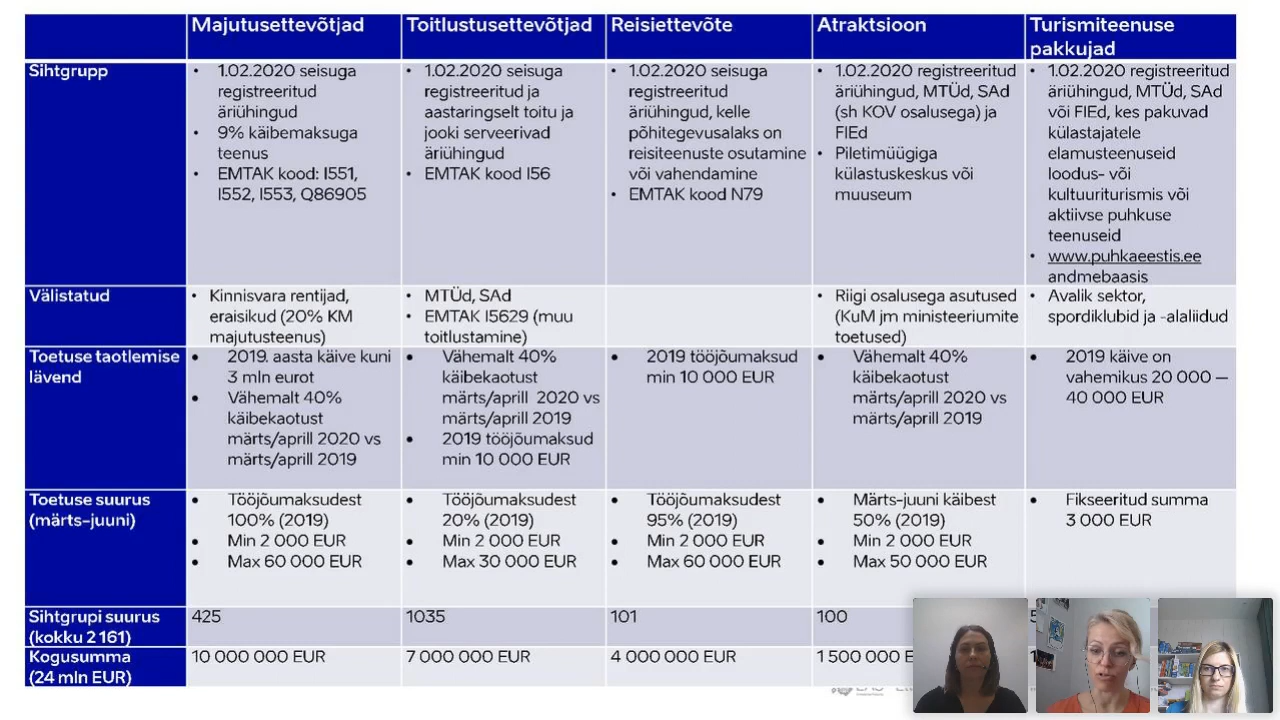 Majutusettevõtjad
Toitlustusettevõtjad
Reisiettevõte
Atraktsioon
Turismiteenuse
pakkujad
Sihtgrupp
• 1.02.2020 seisuga
registreeritud
äriühingud
• 9% käibemaksuga
teenus
• EMTAK kood: I551,
I552, I553, Q86905
• 1.02.2020 seisuga
registreeritud ja
aastaringselt toitu ja
jooki serveerivad
äriühingud
• EMTAK kood I56
• 1.02.2020 seisuga
registreeritud
äriühingud, kelle
põhitegevusalaks on
reisiteenuste osutamine
või vahendamine
• EMTAK kood N79
• 1.02.2020 registreeritud
äriühingud, MTÜd, SAd
(sh KOV osalusega) ja
FIEd
• Piletimüügiga
külastuskeskus või
muuseum
• 1.02.2020 registreeritud
äriühingud, MTÜd, SAd
või FIEd, kes pakuvad
külastajatele
elamusteenuseid
loodus- või
kultuuriturismis või
aktiivse puhkuse
teenuseid
• www.puhkaeestis.ee
andmebaasis
Välistatud
• Kinnisvara rentijad,
eraisikud (20% KM
majutusteenus)
• MTÜd, SAd
• EMTAK I5629 (muu
toitlustamine)
• Riigi osalusega asutused
(KuM jm ministeeriumite
toetused)
• Avalik sektor,
spordiklubid ja -alaliidud
Toetuse taotlemise
lävend
• 2019. aasta käive kuni
3 mln eurot
• Vähemalt 40%
käibekaotust
märts/aprill 2020 vs
märts/aprill 2019
• Vähemalt 40%
käibekaotust
märts/aprill 2020 vs
märts/aprill 2019
• 2019 tööjõumaksud
min 10 000 EUR
• 2019 tööjõumaksud
min 10 000 EUR
• Vähemalt 40%
käibekaotust
märts/aprill 2020 vs
märts/aprill 2019
• 2019 käive on
vahemikus 20 000 –
40 000 EUR
Toetuse suurus
(märts-juuni)
• Tööjõumaksudest
100% (2019)
• Min 2 000 EUR
• Max 60 000 EUR
• Tööjõumaksudest
20% (2019)
• Min 2 000 EUR
• Max 30 000 EUR
• Tööjõumaksudest
95% (2019)
• Min 2 000 EUR
• Max 60 000 EUR
• Märts-juuni käibest
50% (2019)
• Min 2 000 EUR
• Max 50 000 EUR
• Fikseeritud summa
3 000 EUR
Sihtgrupi suurus
(kokku 2 161)
425
1035
101
100
Kogusumma
(24 mln EUR)
10 000 000 EUR
7 000 000 EUR
4 000 000 EUR
1 500 000 E